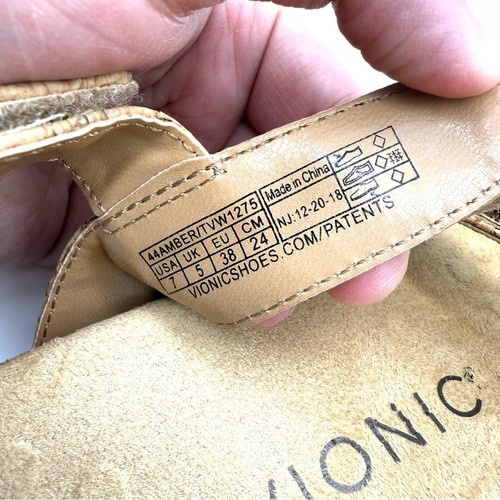 44AMBER/TVW1275
USA UK EU CM
7 5 38 24
Made in China
NJ:12-20-18
VIONICSHOES.COM/PATENTS
VIONIC